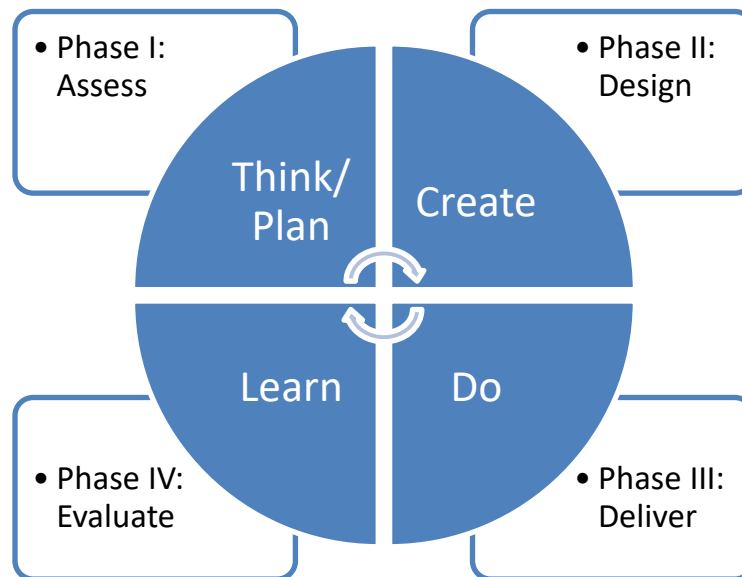 • Phase I:
Assess
• Phase II:
Design
Think/
Plan
Create
Learn
Do
• Phase IV:
Evaluate
• Phase III:
Deliver